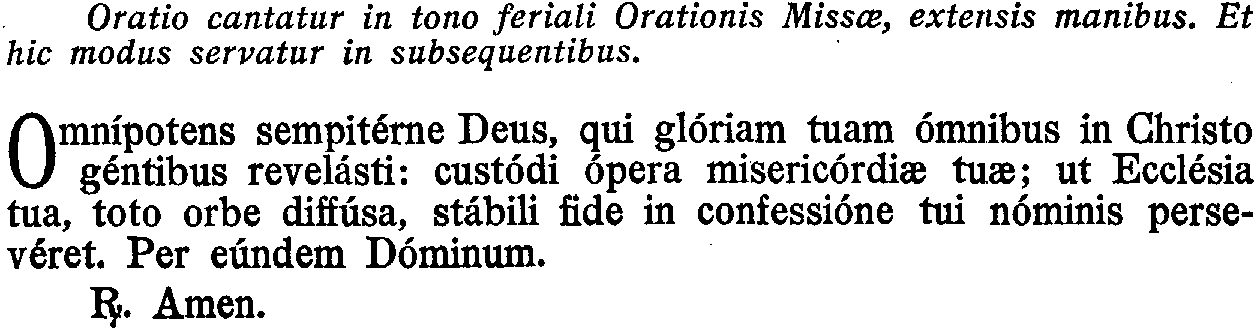 Oratio cantatur in tono feriali Orationis Missæ, extensis manibus. Et
hic modus servatur in subsequentibus.
Omnípotens sempitérne Deus, qui glóriam tuam ómnibus in Christo
géntibus revelásti: custódi ópera misericórdiæ tuæ; ut Ecclésia
tua, toto orbe diffúsa, stábili fide in confessióne tui nóminis perse-
véret. Per eúndem Dóminum.
℟. Amen.